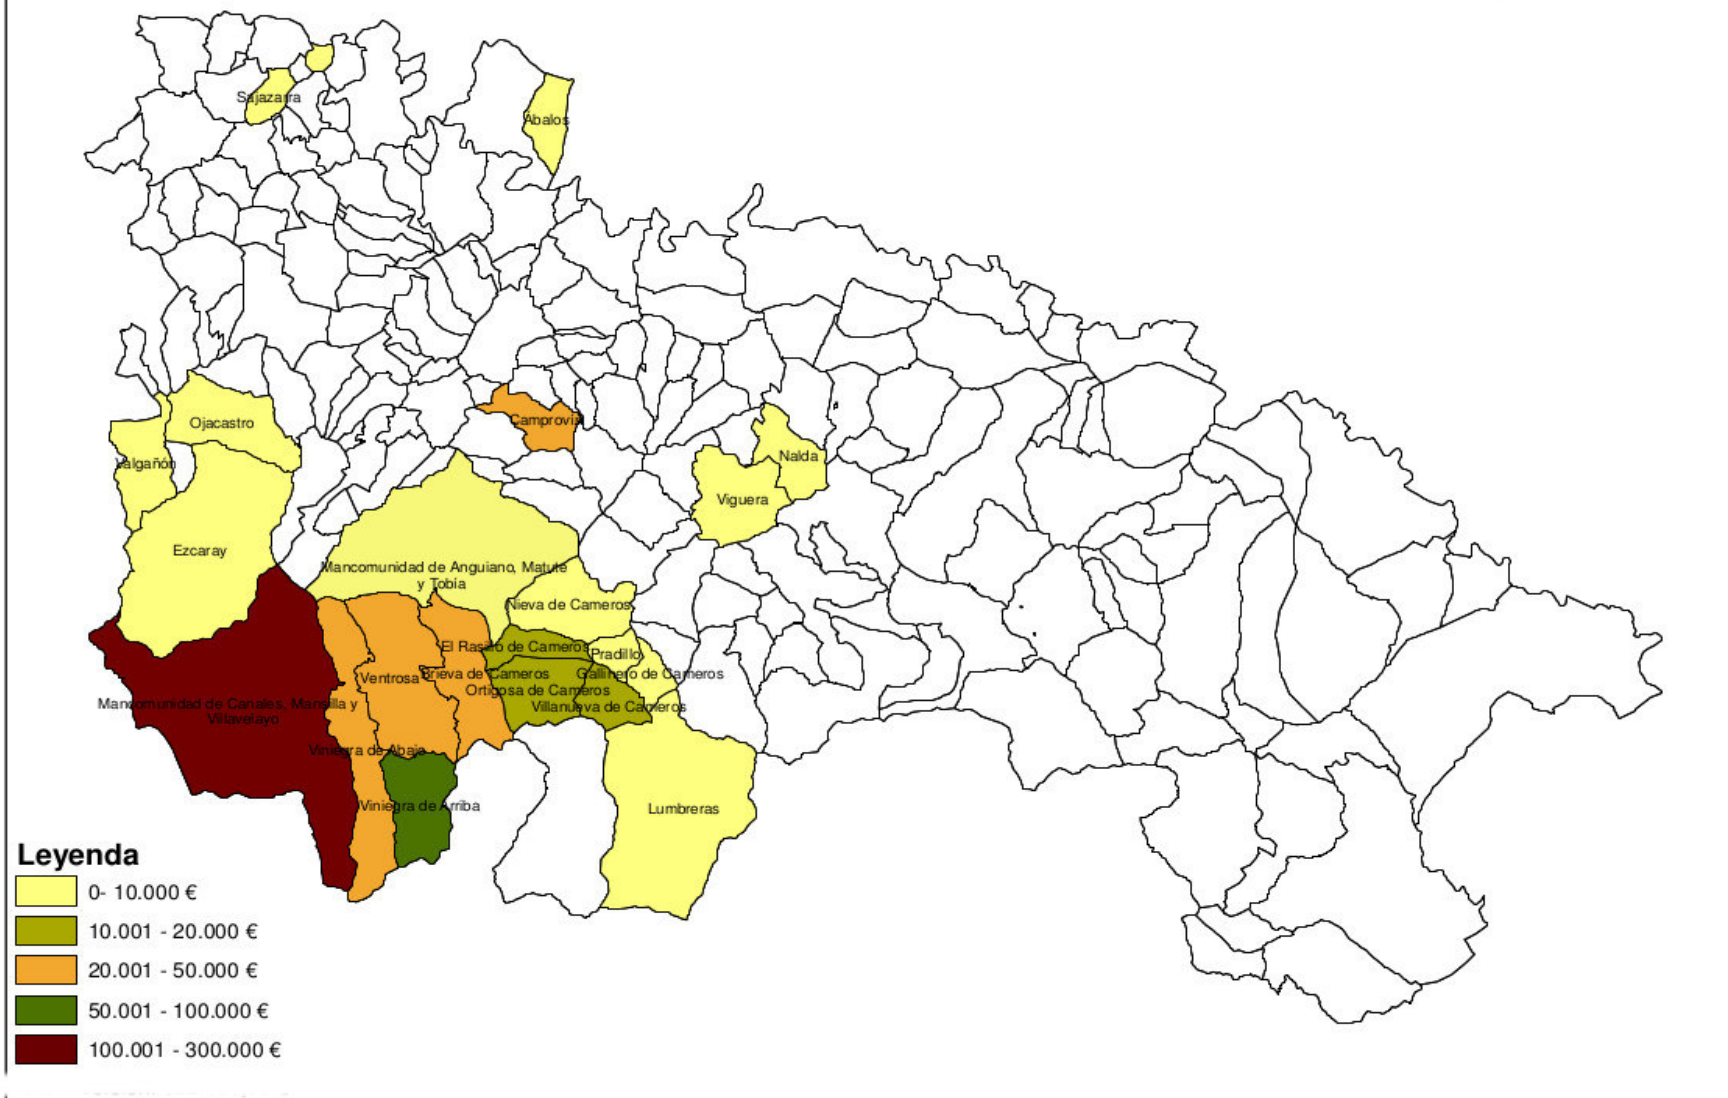 Sajazarra
Abalos
Ojacastro
Camprovín
Valgañón
Nalda
Viguera
Ezcaray
Mancomunidad de Anguiano, Matute
y Tobía
Nieva de Cameros
El Rasillo de Cameros
Pradillo
Ventrosa
Brieva de Cameros
Gallinero de Cameros
Ortigosa de Cameros
Mancomunidad de Canales, Mansilla y
Villavelayo
Villanueva de Cameros
Viniegra de Abajo
Viniegra de Arriba
Lumbreras
Leyenda
0- 10.000 €
10.001 - 20.000 €
20.001 - 50.000 €
50.001 - 100.000 €
100.001 - 300.000 €